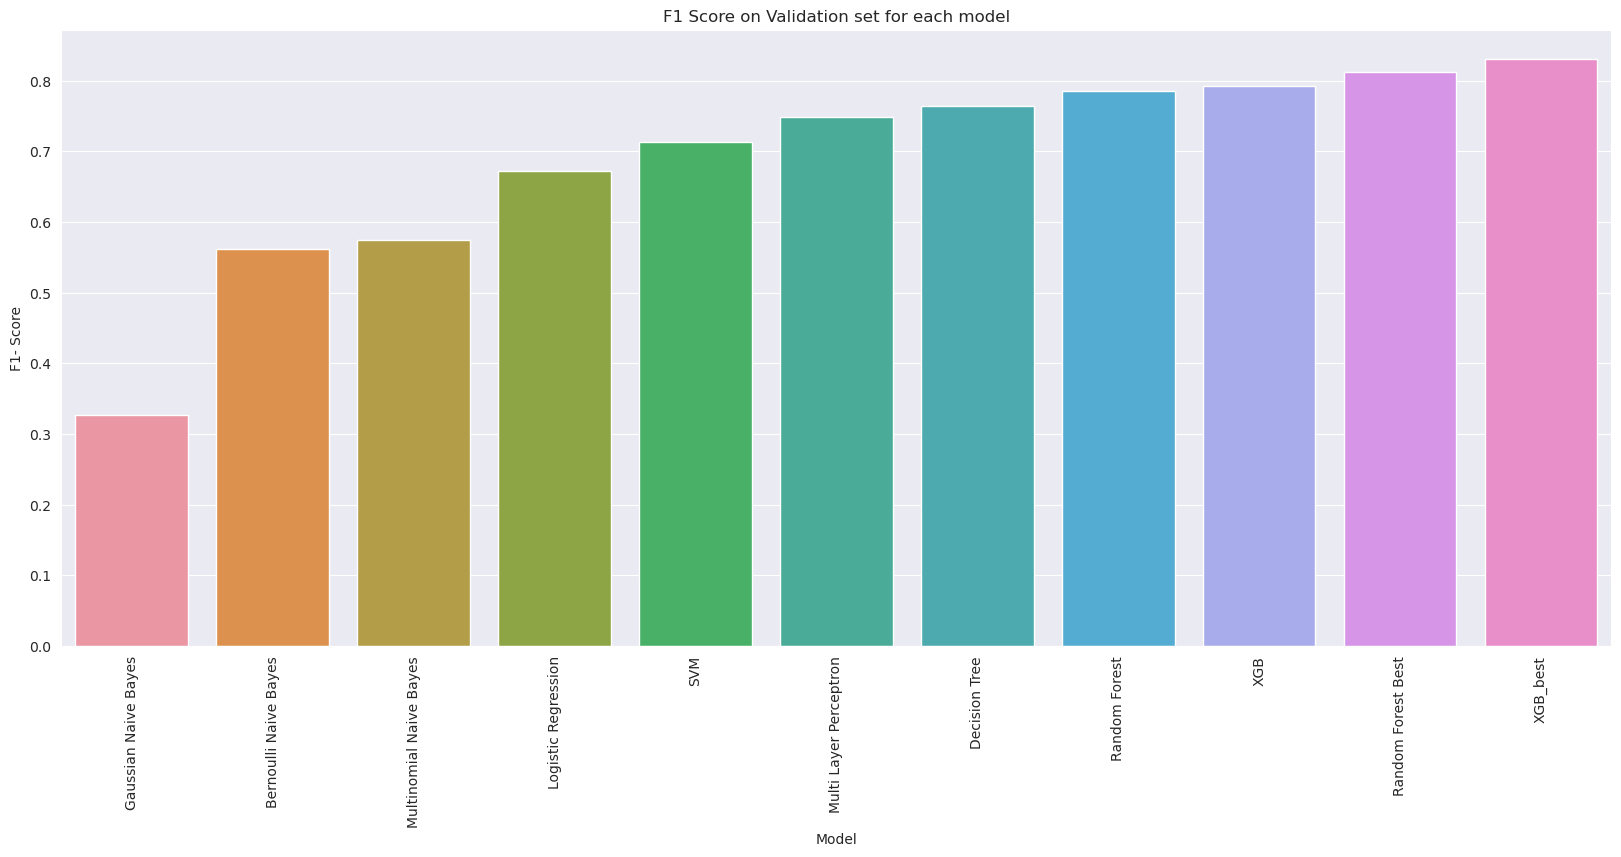 F1 Score on Validation set for each model
F1- Score
0.8
0.7
0.6
0.5
0.4
0.3
0.2
0.1
0.0
Gaussian Naive Bayes
Bernoulli Naive Bayes
Multinomial Naive Bayes
Logistic Regression
SVM
Multi Layer Perceptron
Decision Tree
Random Forest
XGB
Random Forest Best
XGB_best
Model